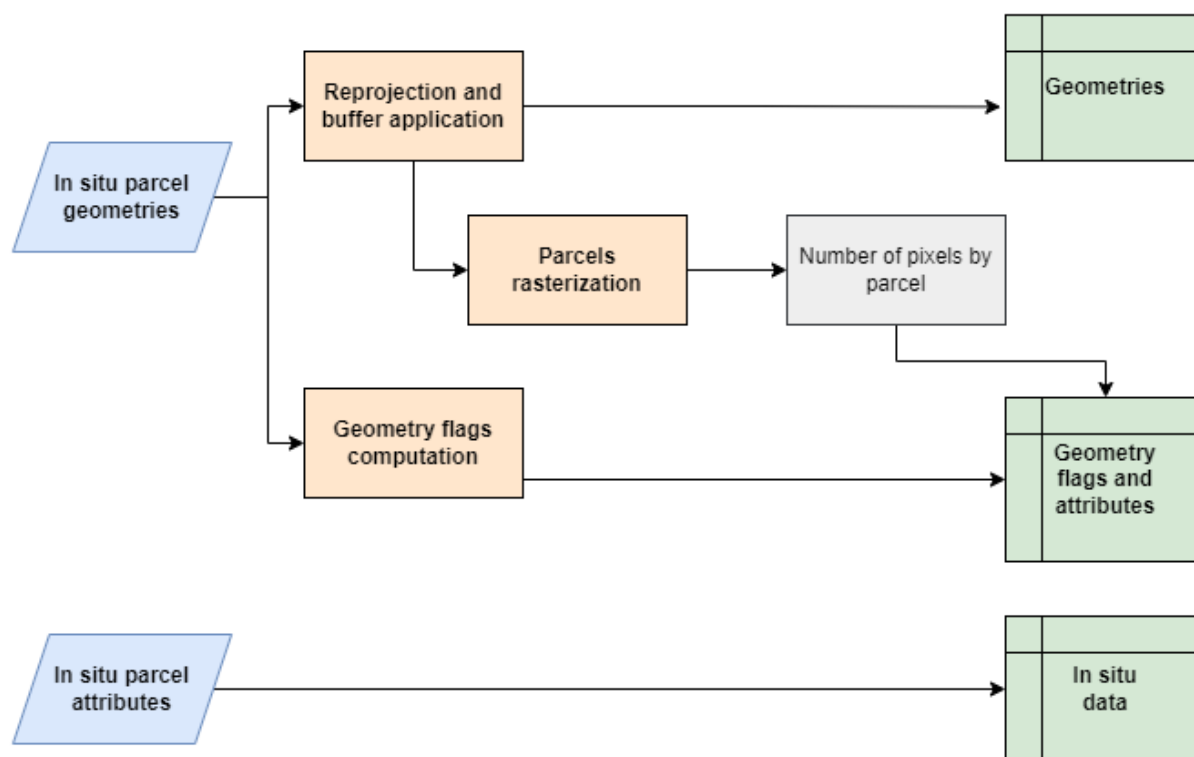 Reprojection and
buffer application
Geometries
In situ parcel
geometries
Parcels
rasterization
Number of pixels by
parcel
Geometry flags
computation
Geometry
flags and
attributes
In situ parcel
attributes
In situ
data